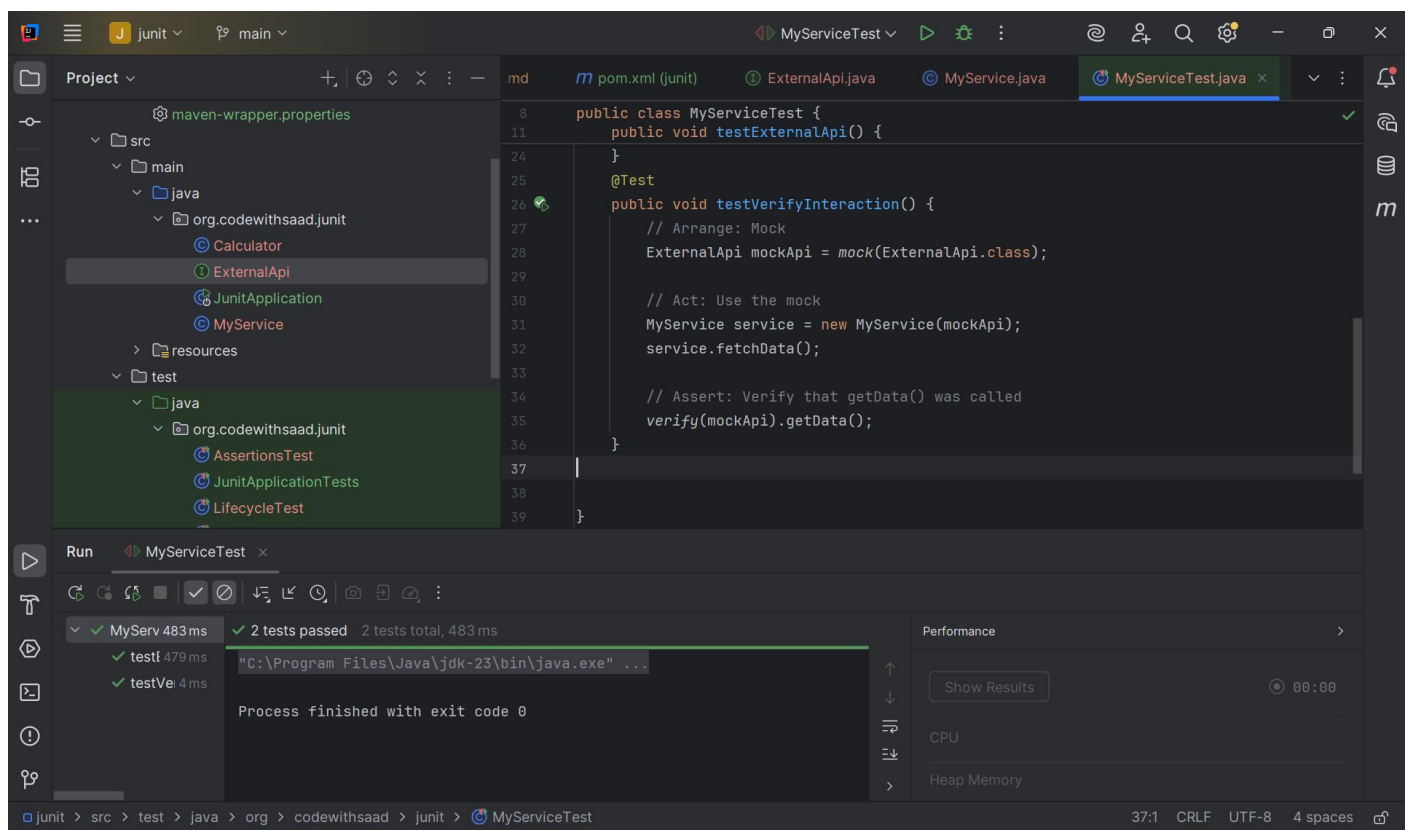 J junit main MyServiceTest
Project
.md
m pom.xml (junit)
ExternalApi.java
MyService.java
MyServiceTest.java
maven-wrapper.properties
src
main
java
org.codewithsaad.junit
Calculator
ExternalApi
JunitApplication
MyService
resources
test
java
org.codewithsaad.junit
AssertionsTest
JunitApplicationTests
LifecycleTest
8 public class MyServiceTest {
11 public void testExternalApi() {
24 }
25 @Test
26 public void testVerifyInteraction() {
27 // Arrange: Mock
28 ExternalApi mockApi = mock(ExternalApi.class);
29
30 // Act: Use the mock
31 MyService service = new MyService(mockApi);
32 service.fetchData();
33
34 // Assert: Verify that getData() was called
35 verify(mockApi).getData();
36 }
37
38
39 }
m
Run MyServiceTest
MyServ 483 ms
testE 479 ms
testVe 4 ms
2 tests passed 2 tests total, 483 ms
"C:\Program Files\Java\jdk-23\bin\java.exe" ...
Process finished with exit code 0
Performance
Show Results 00:00
CPU
Heap Memory
junit > src > test > java > org > codewithsaad > junit > MyServiceTest
37:1 CRLF UTF-8 4 spaces